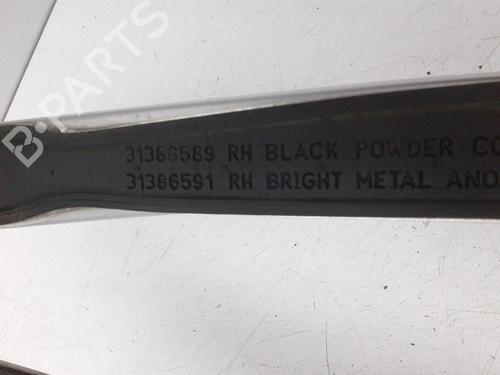 B-PARTS
31386589 RH BLACK POWDER CO
31386591 RH BRIGHT METAL ANO